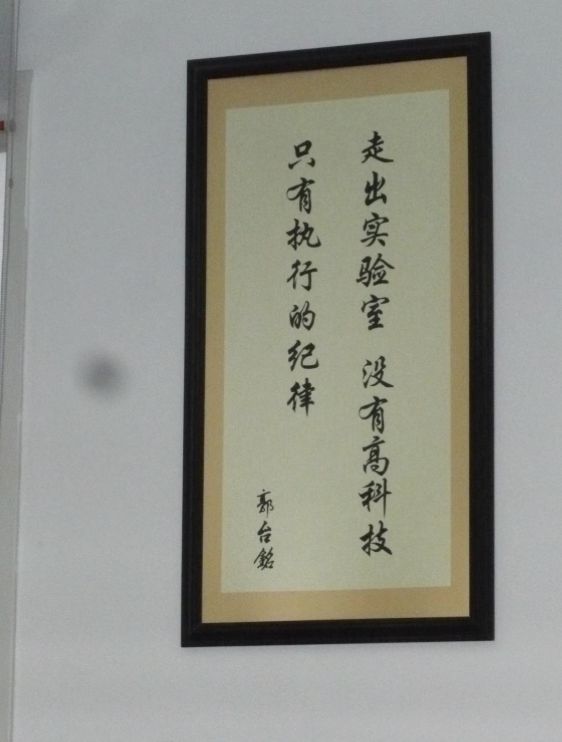 走出实验室 没有高科技
只有执行的纪律
郭台銘